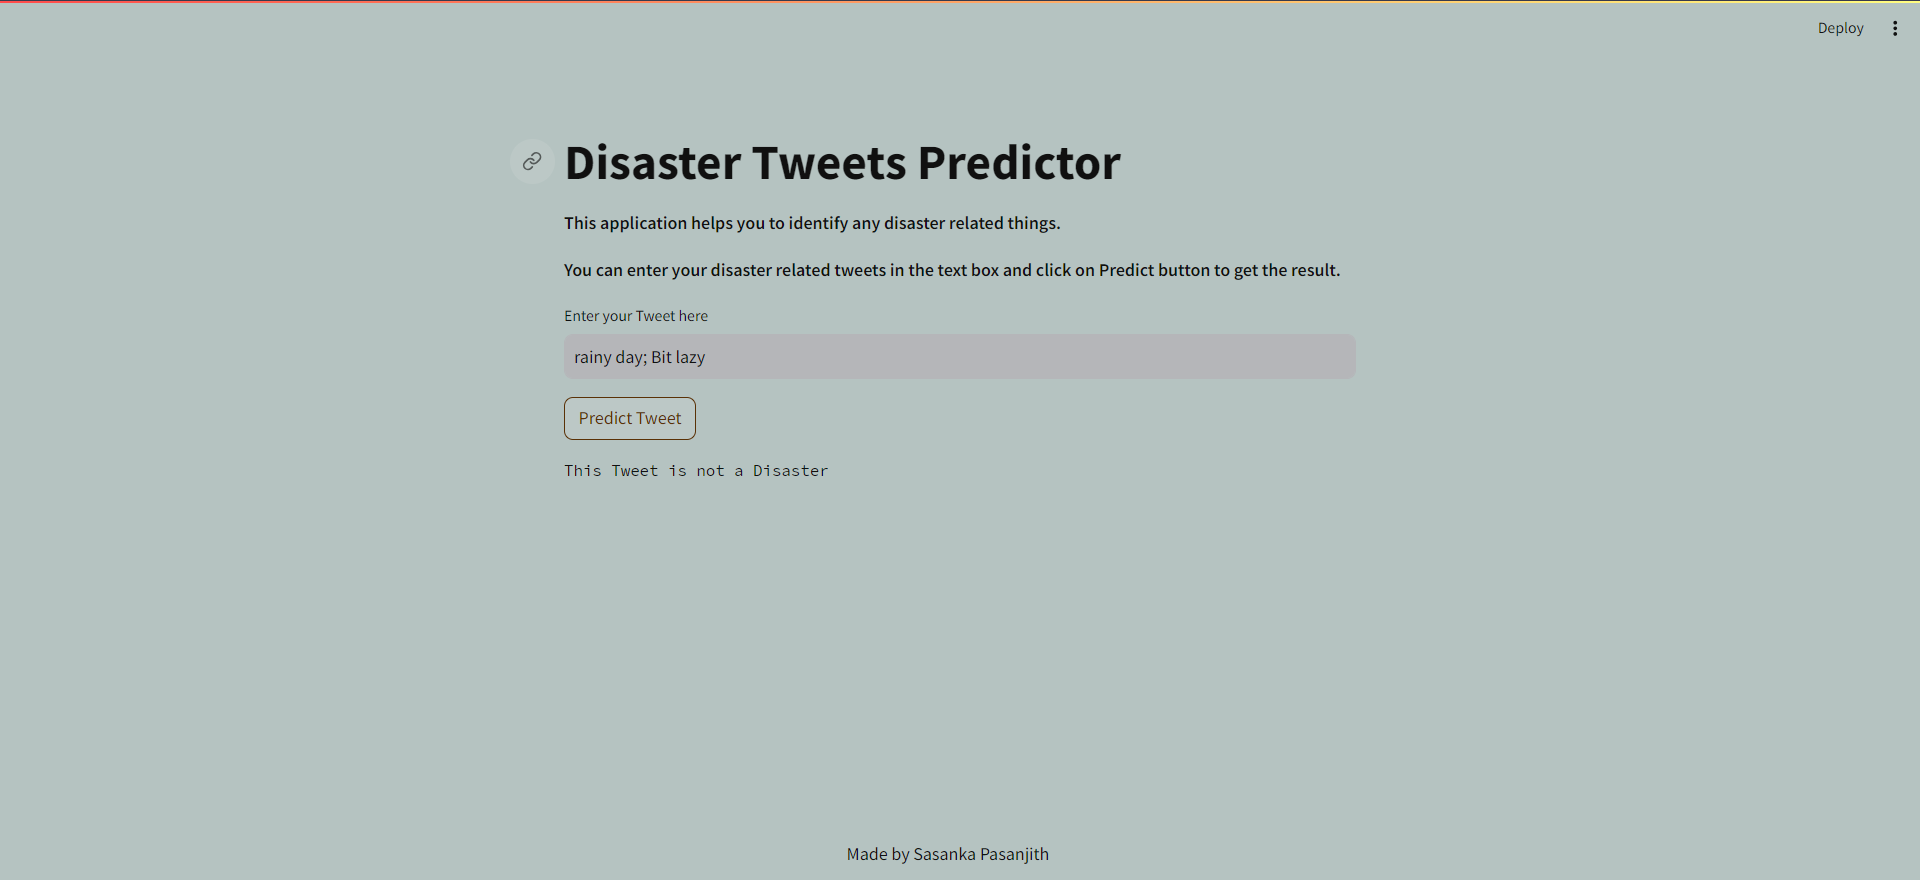 Deploy
Disaster Tweets Predictor
This application helps you to identify any disaster related things.
You can enter your disaster related tweets in the text box and click on Predict button to get the result.
Enter your Tweet here
rainy day; Bit lazy
Predict Tweet
This Tweet is not a Disaster
Made by Sasanka Pasanjith